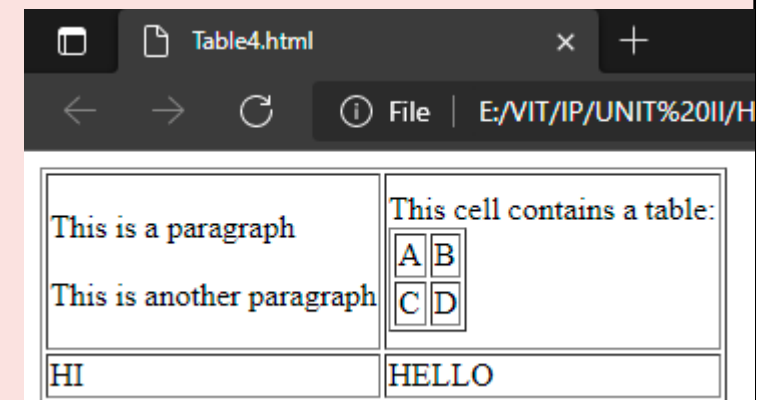 Table4.html
File | E:/VIT/IP/UNIT%20II/H
This is a paragraph
This is another paragraph
This cell contains a table:
A B
C D
HI HELLO